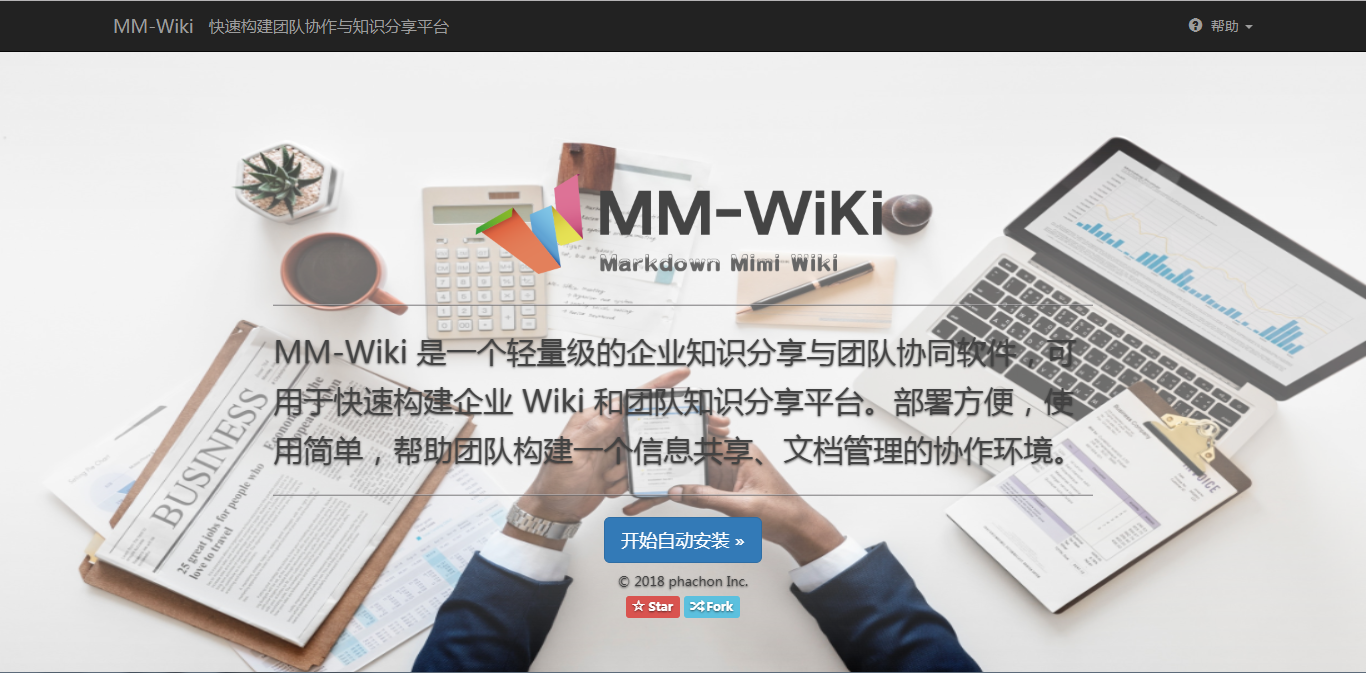 MM-Wiki 快速构建团队协作与知识分享平台
帮助
MM-WiKi
Markdown Mimi Wiki
MM-Wiki 是一个轻量级的企业知识分享与团队协同软件，可
用于快速构建企业 Wiki 和团队知识分享平台。部署方便，使
用简单，帮助团队构建一个信息共享、文档管理的协作环境。
BUSINESS
25 great jobs for people who
love to travel
INVOICE
开始自动安装 »
© 2018 phachon Inc.
Star Fork